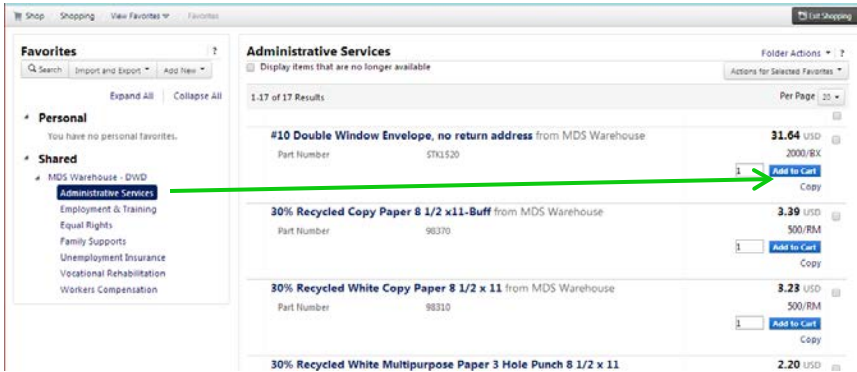 Shop Shopping View Favorites Favorites Exit Shopping
Favorites ?
Search Import and Export Add New
Expand All Collapse All
Personal
You have no personal favorites.
Shared
MDS Warehouse - DWD
Administrative Services
Employment & Training
Equal Rights
Family Supports
Unemployment Insurance
Vocational Rehabilitation
Workers Compensation
Administrative Services Folder Actions ?
Display items that are no longer available Actions for Selected Favorites
1-17 of 17 Results Per Page 25
#10 Double Window Envelope, no return address from MDS Warehouse 31.64 USD
Part Number STK1520 2000/BX
1 Add to Cart
Copy
30% Recycled Copy Paper 8 1/2 x11-Buff from MDS Warehouse 3.39 USD
Part Number 98370 500/RM
1 Add to Cart
Copy
30% Recycled White Copy Paper 8 1/2 x 11 from MDS Warehouse 3.23 USD
Part Number 98310 500/RM
1 Add to Cart
Copy
30% Recycled White Multipurpose Paper 3 Hole Punch 8 1/2 x 11 2.20 USD